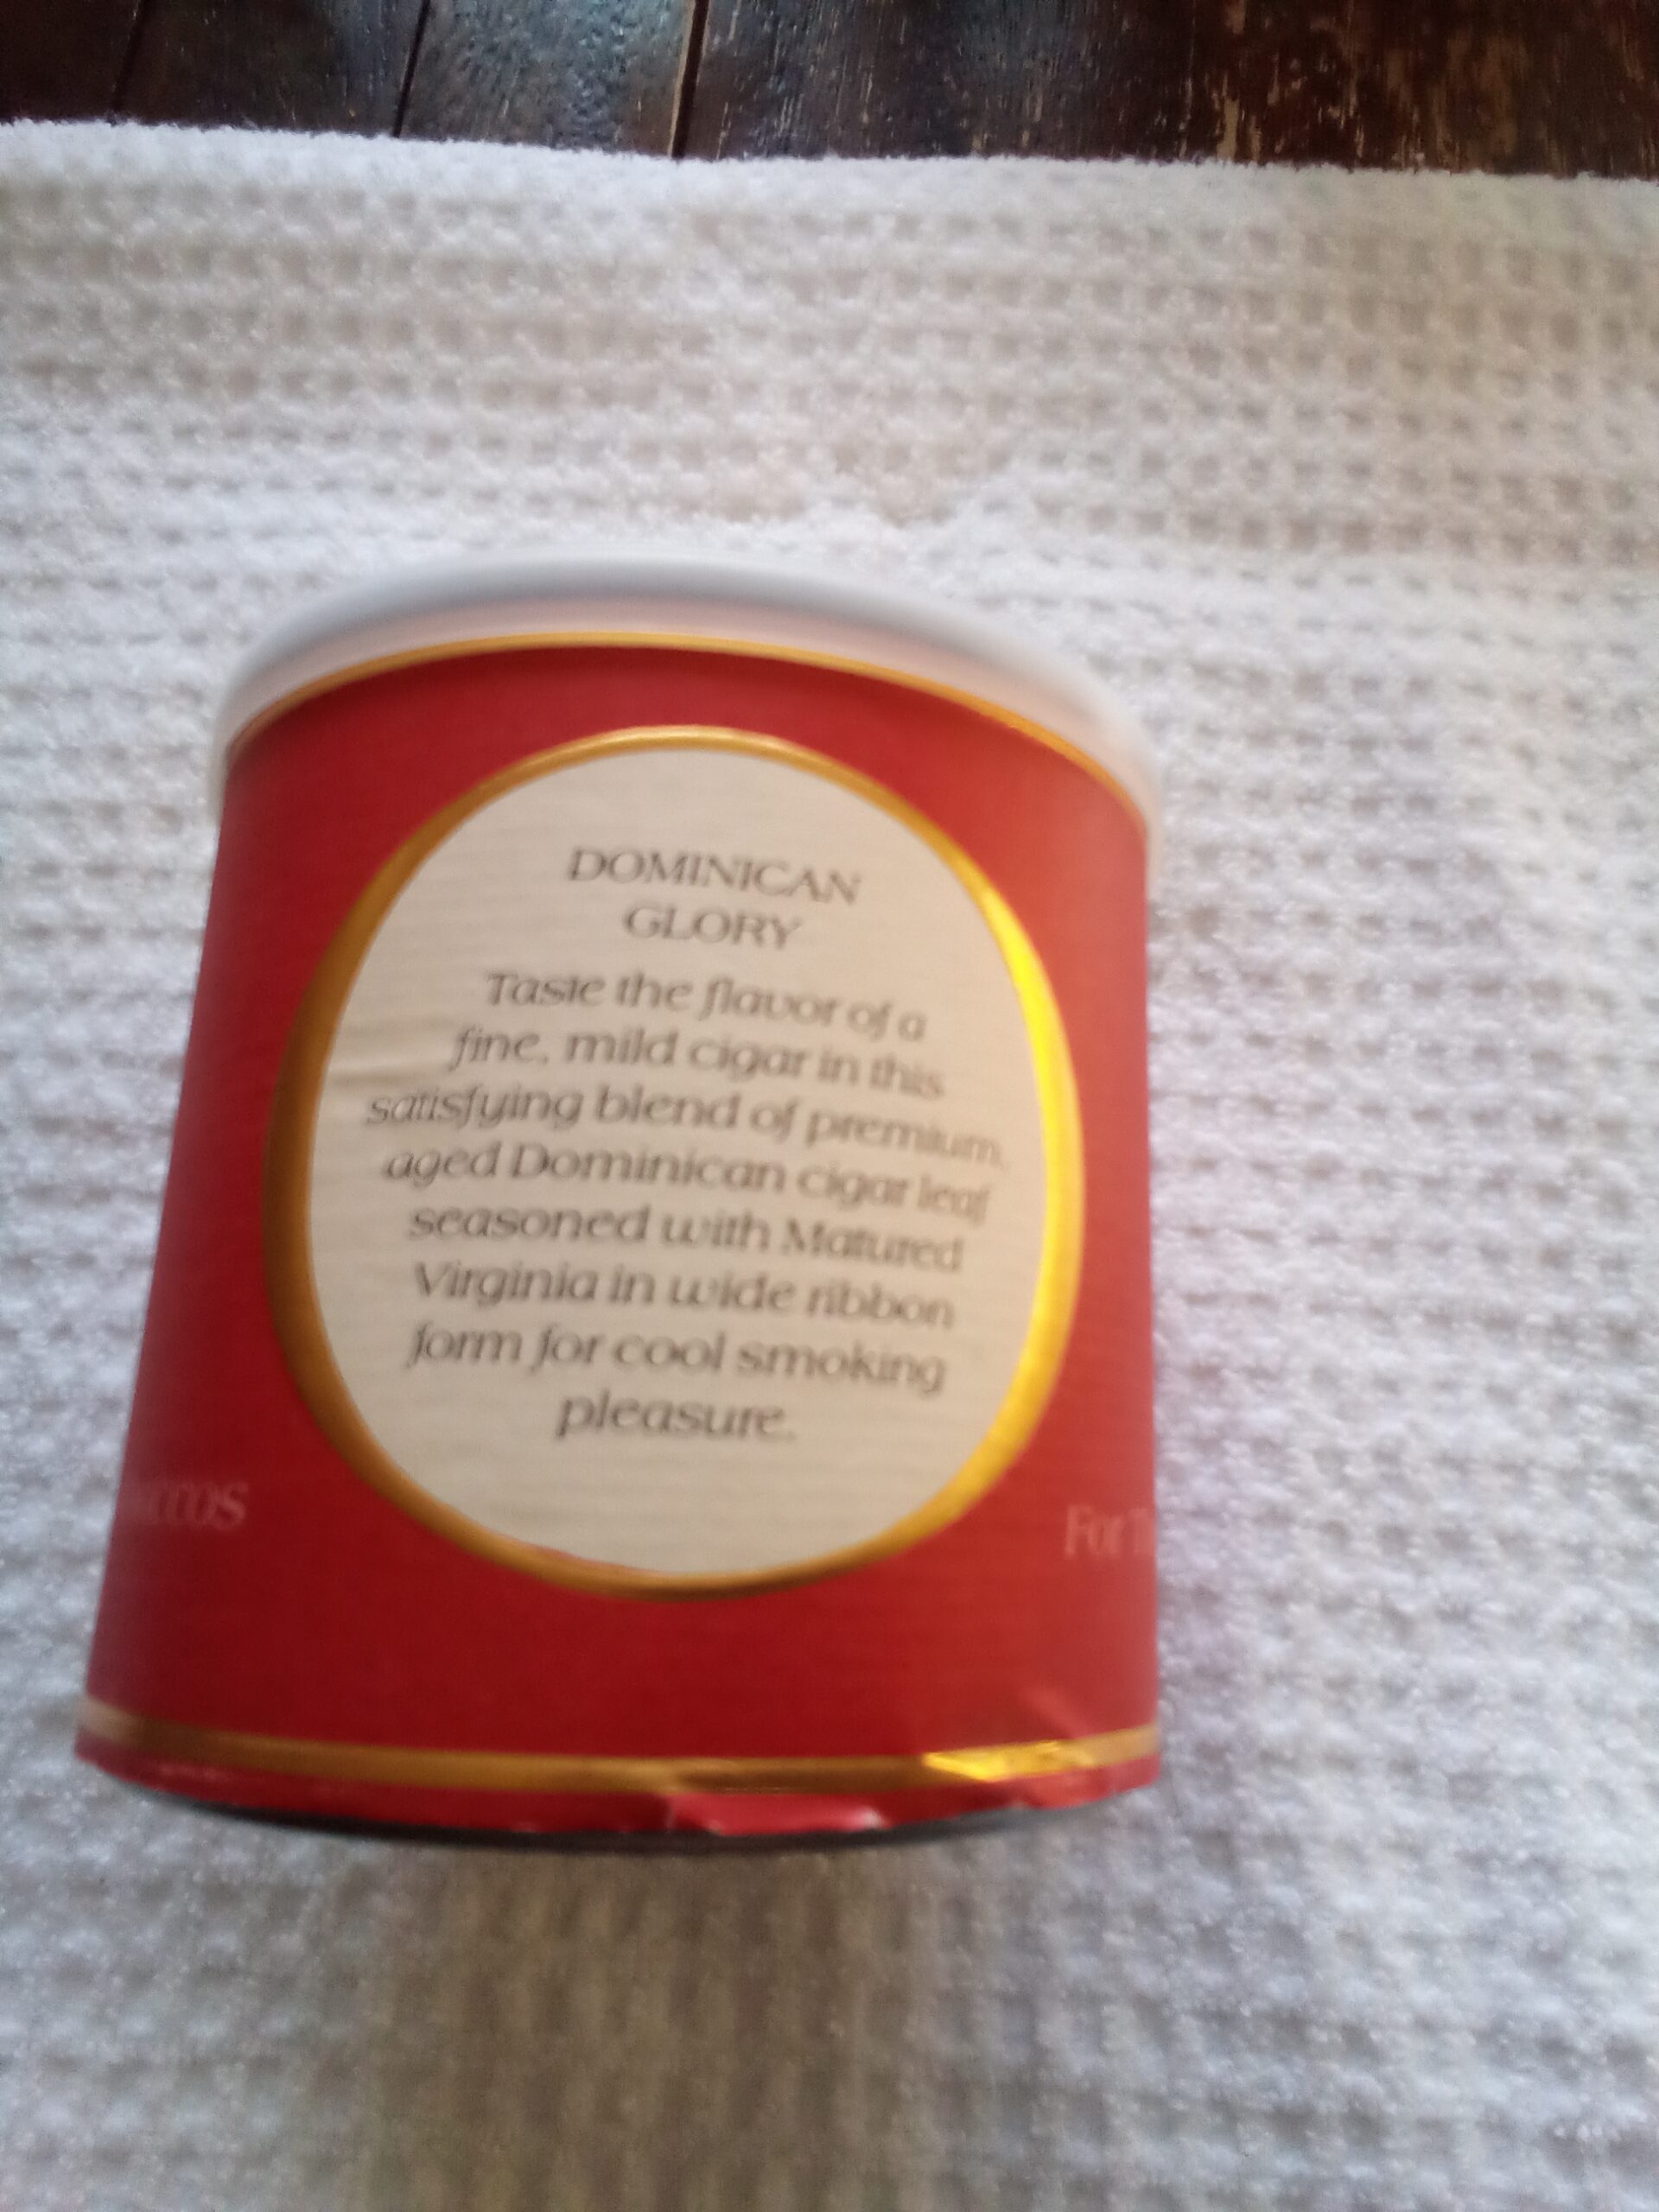 DOMINICAN
GLORY
Taste the flavor of a
fine, mild cigar in this
satisfying blend of premium,
aged Dominican cigar leaf
seasoned with Matured
Virginia in wide ribbon
form for cool smoking
pleasure.
For